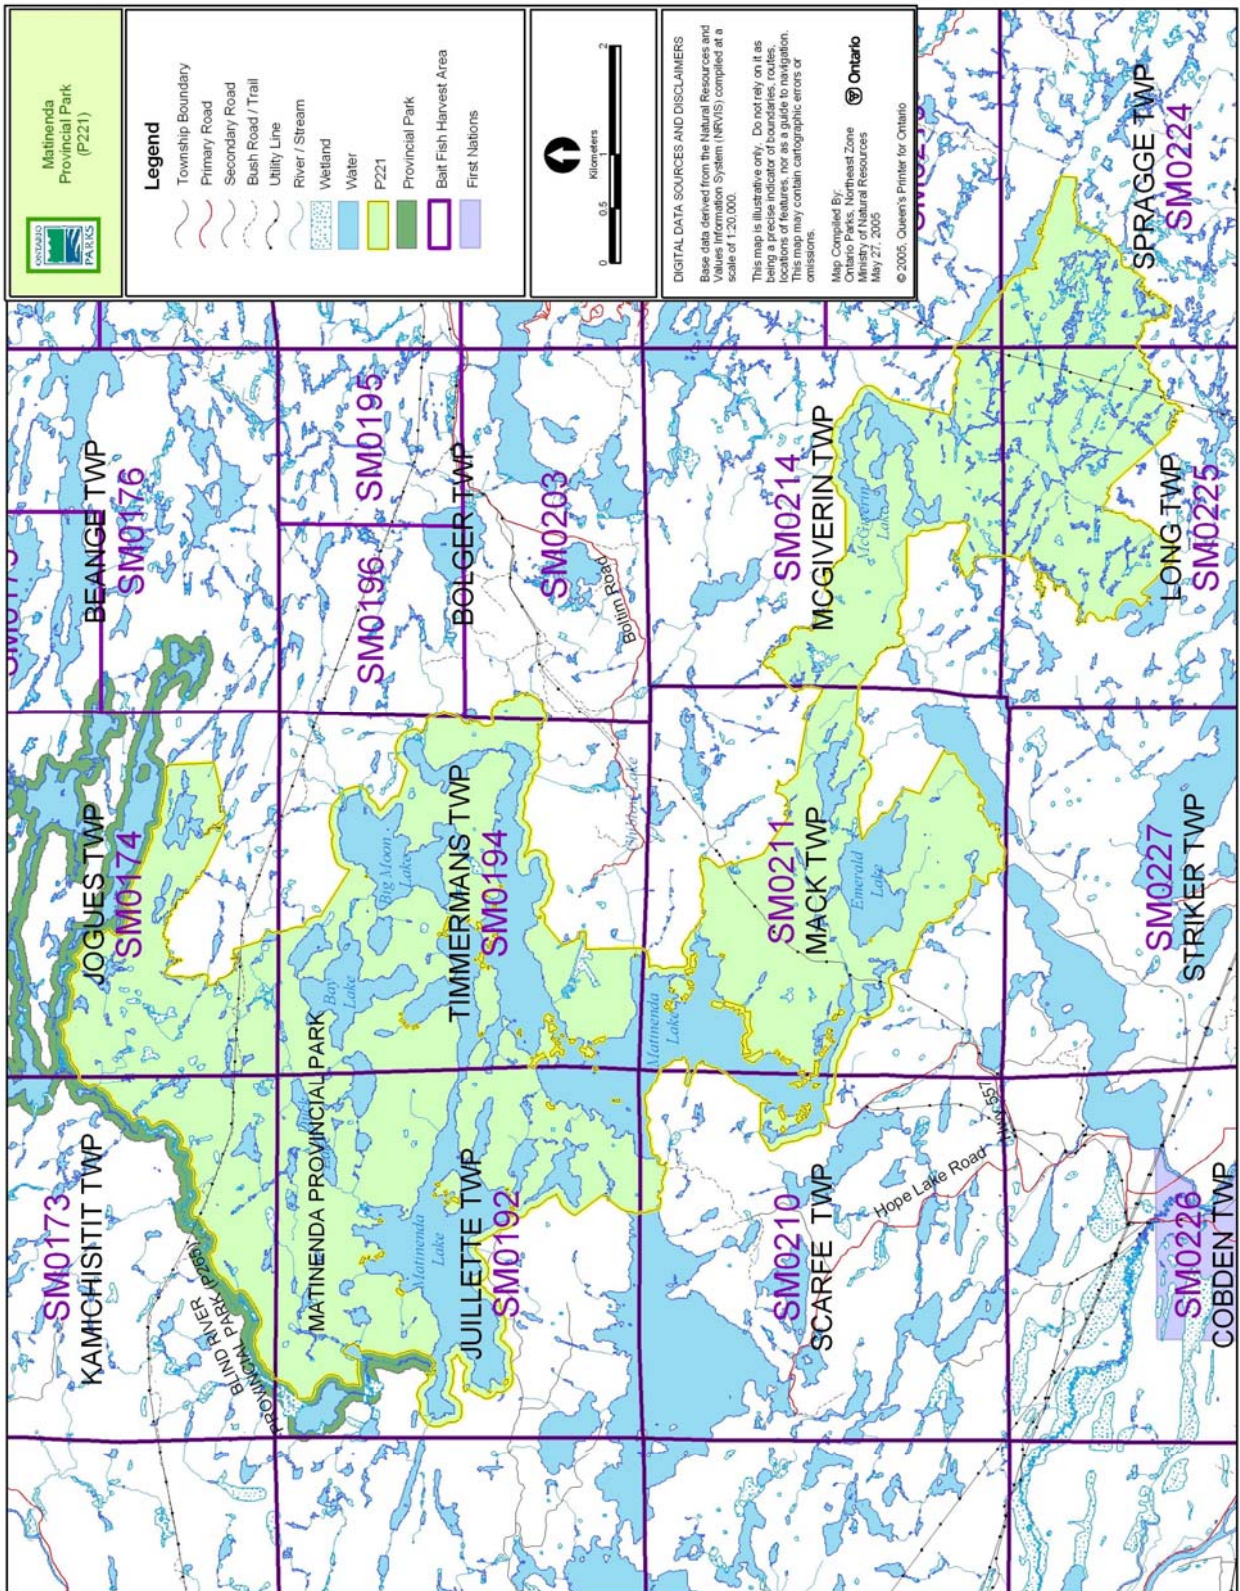 Matinenda
Provincial Park
(P221)
ONTARIO
PARKS
Legend
Township Boundary
Primary Road
Secondary Road
Bush Road / Trail
Utility Line
River / Stream
Wetland
Water
P221
Provincial Park
Bait Fish Harvest Area
First Nations
0 0.5 1 2
Kilometers
DIGITAL DATA SOURCES AND DISCLAIMERS
Base data derived from the Natural Resources and
Values Information System (NRVIS) compiled at a
scale of 1:20,000.
This map is illustrative only. Do not rely on it as
being a precise indicator of boundaries, routes,
locations of features, nor as a guide to navigation.
This map may contain cartographic errors or
omissions.
Map Compiled By:
Ontario Parks, Northeast Zone
Ministry of Natural Resources
May 27, 2005
Ontario
© 2005, Queen's Printer for Ontario
SM0173
KAMICHISITIT TWP
BLIND RIVER
PROVINCIAL PARK (P265)
JOGUES TWP
SM0174
BEANGE TWP
SM0176
MATINENDA PROVINCIAL PARK
Bay
Lake
Big Moon
Lake
SM0196
SM0195
Matinenda
Lake
JUILLETTE TWP
SM0192
TIMMERMANS TWP
SM0194
BOLGER TWP
SM0203
Boltim Road
Matinenda
Lake
SM0210
SCARFE TWP
Hope Lake Road
Hwy 557
SM0211
MACK TWP
Emerald
Lake
SM0214
MCGIVERIN TWP
McGiverin
Lake
SM0226
COBDEN TWP
SM0227
STRIKER TWP
LONG TWP
SM0225
SPRAGGE TWP
SM0224